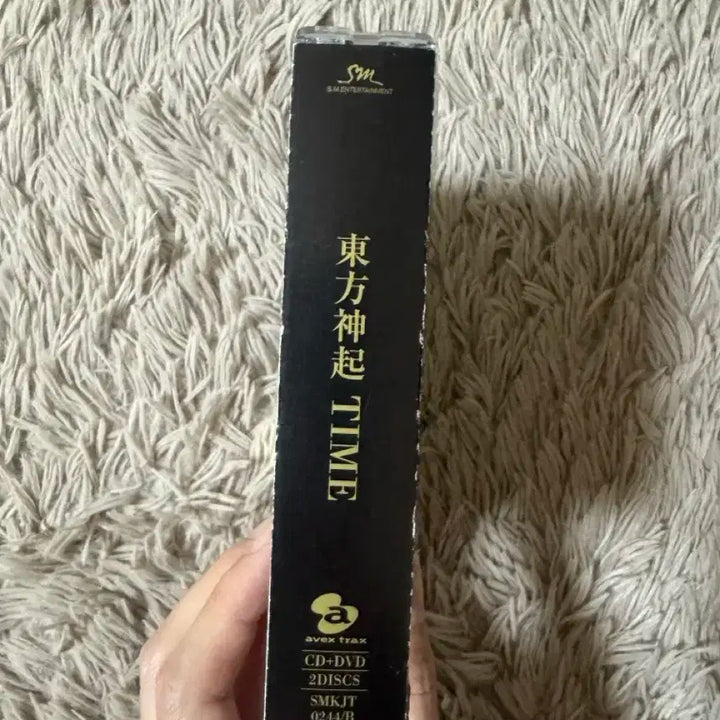 SM
S.M.ENTERTAINMENT
東方神起 TIME
a
avex trax
CD+DVD
2DISCS
SMKJT
0244/B